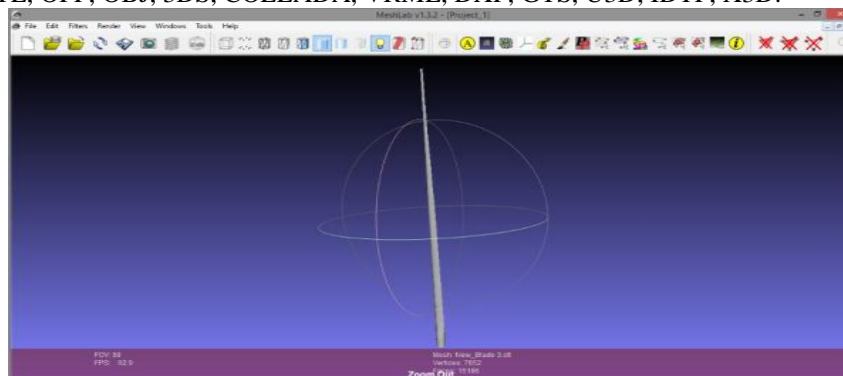 OFF, OBJ, 3DS, COLLADA, VRML, DXF, GTS, U3D, IDTF, X3D.
MeshLab v1.3.2 - [Project_1]
File Edit Filters Render View Windows Tools Help
FOV: 60
FPS: 62.9
Mesh: New_Blade 3.stl
Vertices: 7652
Zoom Out